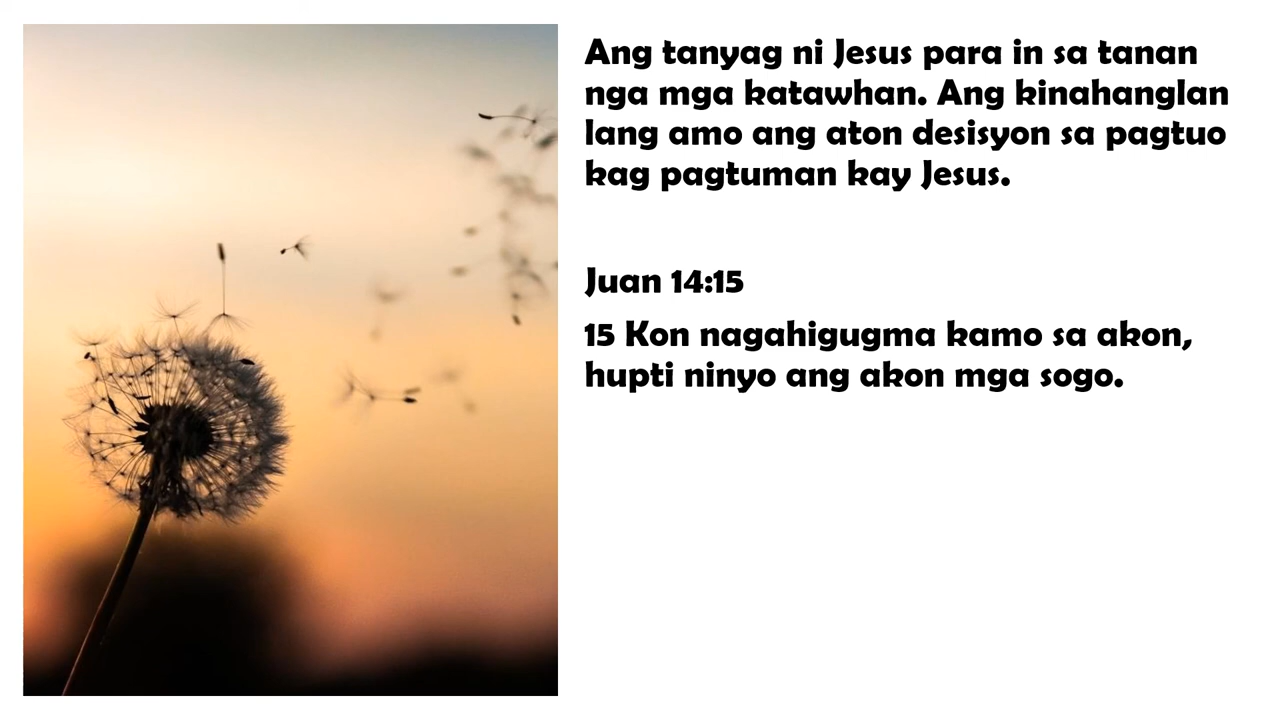 Ang tanyag ni Jesus para in sa tanan
nga mga katawhan. Ang kinahanglan
lang amo ang aton desisyon sa pagtuo
kag pagtuman kay Jesus.
Juan 14:15
15 Kon nagahigugma kamo sa akon,
hupti ninyo ang akon mga sogo.